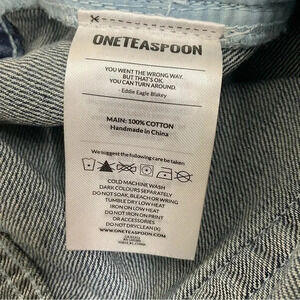 ONETEASPOON
YOU WENT THE WRONG WAY.
BUT THAT'S OK,
YOU CAN TURN AROUND.
- Eddie Eagle Blakey
MAIN: 100% COTTON
Handmade in China
We suggest the following care be taken:
COLD MACHINE WASH
DARK COLOURS SEPARATELY
DO NOT SOAK, BLEACH OR WRING
TUMBLE DRY LOW HEAT
IRON ON LOW HEAT
DO NOT IRON ON PRINT
OR ACCESSORIES
DO NOT DRYCLEAN (X)
WWW.ONETEASPOON.COM